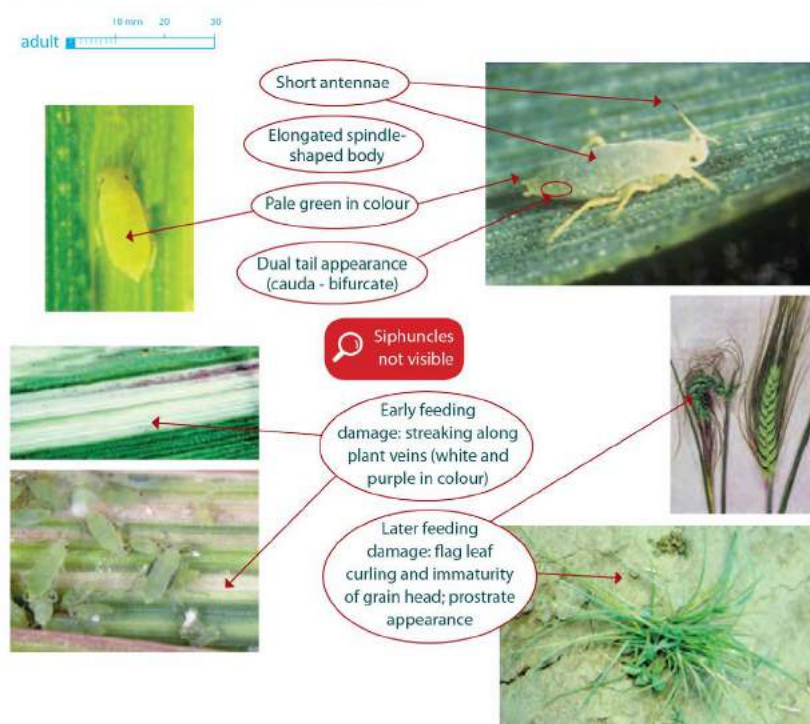 10 mm 20 30
adult
Short antennae
Elongated spindle-
shaped body
Pale green in colour
Dual tail appearance
(cauda - bifurcate)
Siphuncles
not visible
Early feeding
damage: streaking along
plant veins (white and
purple in colour)
Later feeding
damage: flag leaf
curling and immaturity
of grain head; prostrate
appearance